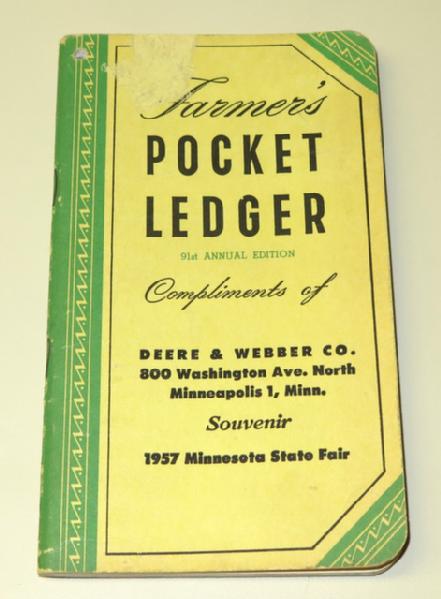 Farmer's
POCKET
LEDGER
91st ANNUAL EDITION
Compliments of
DEERE & WEBBER CO.
800 Washington Ave. North
Minneapolis 1, Minn.
Souvenir
1957 Minnesota State Fair